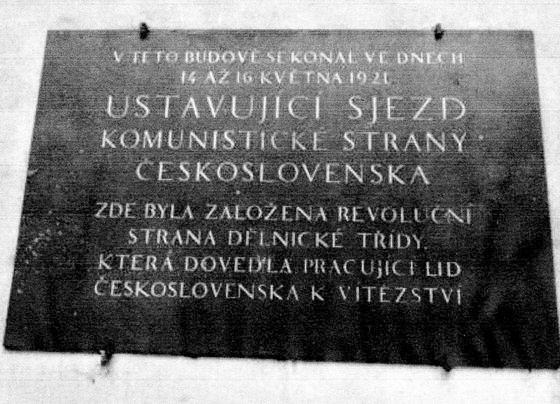 V TÉTO BUDOVĚ SE KONAL VE DNECH
14 AŽ 16 KVĚTNA 1921
USTAVUJÍCÍ SJEZD
KOMUNISTICKÉ STRANY
ČESKOSLOVENSKA
ZDE BYLA ZALOŽENA REVOLUČNÍ
STRANA DĚLNICKÉ TŘÍDY.
KTERÁ DOVEDLA PRACUJÍCÍ LID
ČESKOSLOVENSKA K VÍTĚZSTVÍ